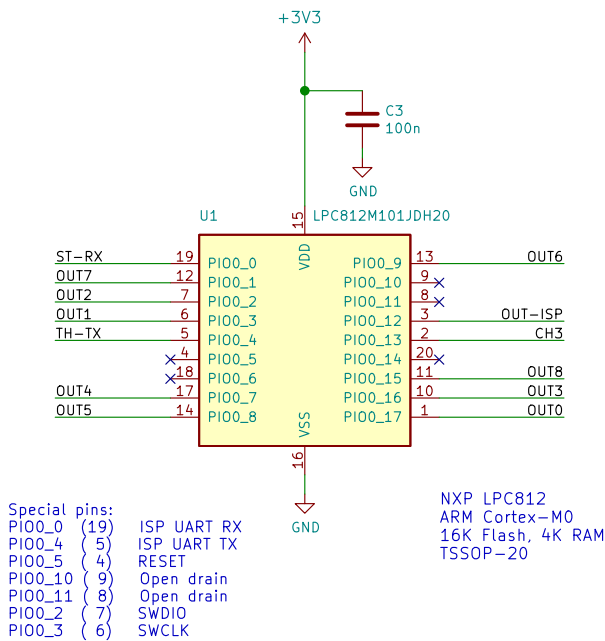 +3V3
C3
100n
GND
U1
LPC812M101JDH20
15
VDD
ST-RX 19 PIO0_0
OUT7 12 PIO0_1
OUT2 7 PIO0_2
OUT1 6 PIO0_3
TH-TX 5 PIO0_4
4 PIO0_5
18 PIO0_6
OUT4 17 PIO0_7
OUT5 14 PIO0_8
PIO0_9 13 OUT6
PIO0_10 9
PIO0_11 8
PIO0_12 3 OUT-ISP
PIO0_13 2 CH3
PIO0_14 20
PIO0_15 11 OUT8
PIO0_16 10 OUT3
PIO0_17 1 OUT0
VSS
16
GND
Special pins:
PIO0_0 (19) ISP UART RX
PIO0_4 ( 5) ISP UART TX
PIO0_5 ( 4) RESET
PIO0_10 ( 9) Open drain
PIO0_11 ( 8) Open drain
PIO0_2 ( 7) SWDIO
PIO0_3 ( 6) SWCLK
NXP LPC812
ARM Cortex-M0
16K Flash, 4K RAM
TSSOP-20